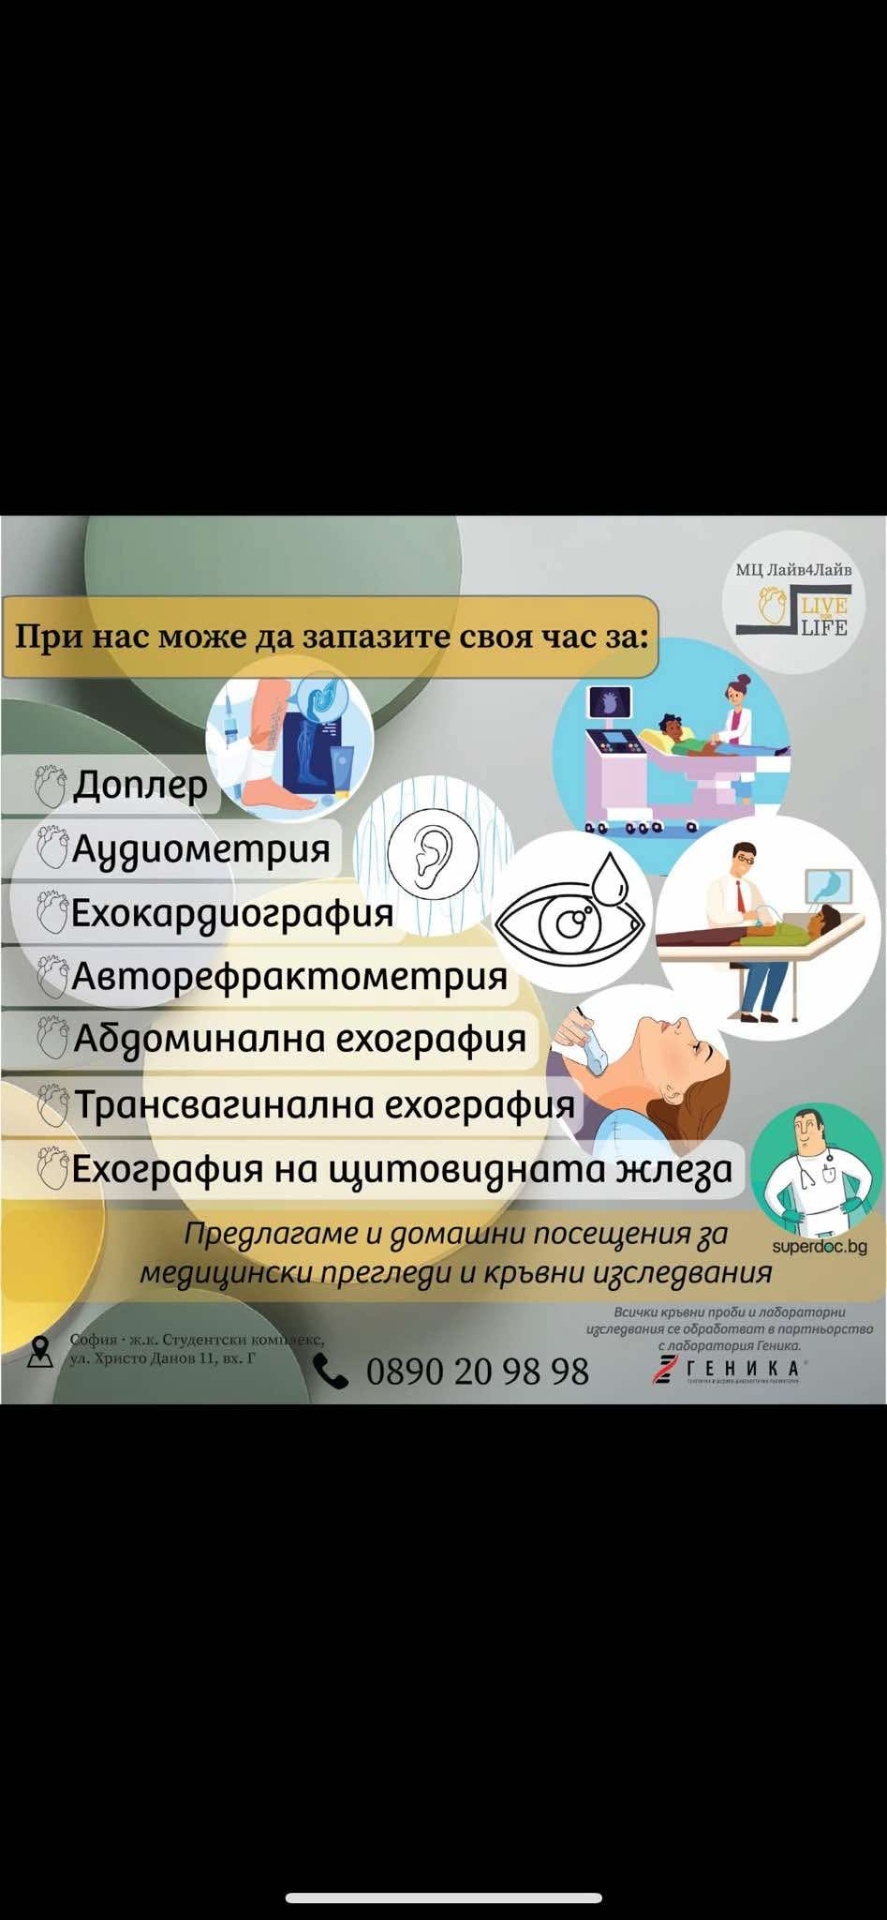 МЦ Лайв4Лайв
LIVE
LIFE
При нас може да запазите своя час за:
Доплер
Аудиометрия
Ехокардиография
Авторефрактометрия
Абдоминална ехография
Трансвагинална ехография
Ехография на щитовидната жлеза
superdoc.bg
Предлагаме и домашни посещения за
медицински прегледи и кръвни изследвания
Всички кръвни проби и лабораторни
изследвания се обработват в партньорство
с лаборатория Геника.
София · ж.к. Студентски комплекс,
ул. Христо Данов 11, вх. Г
0890 20 98 98
ГЕНИКА